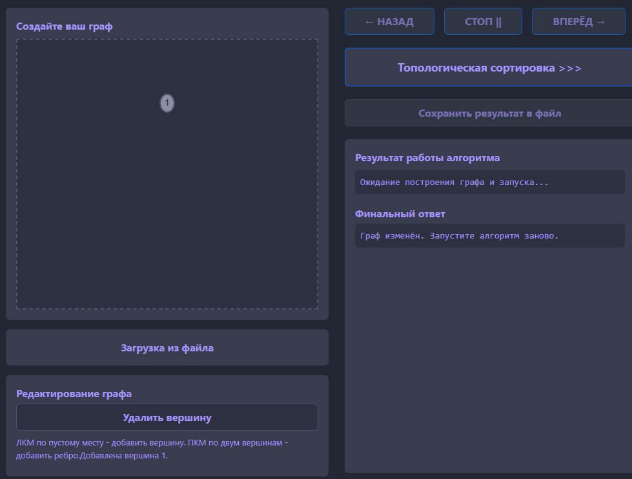 Создайте ваш граф
1
Загрузка из файла
Редактирование графа
Удалить вершину
ЛКМ по пустому месту - добавить вершину. ПКМ по двум вершинам -
добавить ребро.Добавлена вершина 1.
← НАЗАД
СТОП ||
ВПЕРЁД →
Топологическая сортировка >>>
Сохранить результат в файл
Результат работы алгоритма
Ожидание построения графа и запуска...
Финальный ответ
Граф изменён. Запустите алгоритм заново.